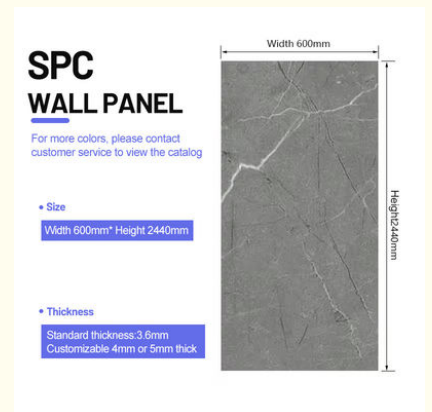 SPC
WALL PANEL
For more colors, please contact
customer service to view the catalog
• Size
Width 600mm* Height 2440mm
• Thickness
Standard thickness:3.6mm
Customizable 4mm or 5mm thick
Width 600mm
Height2440mm